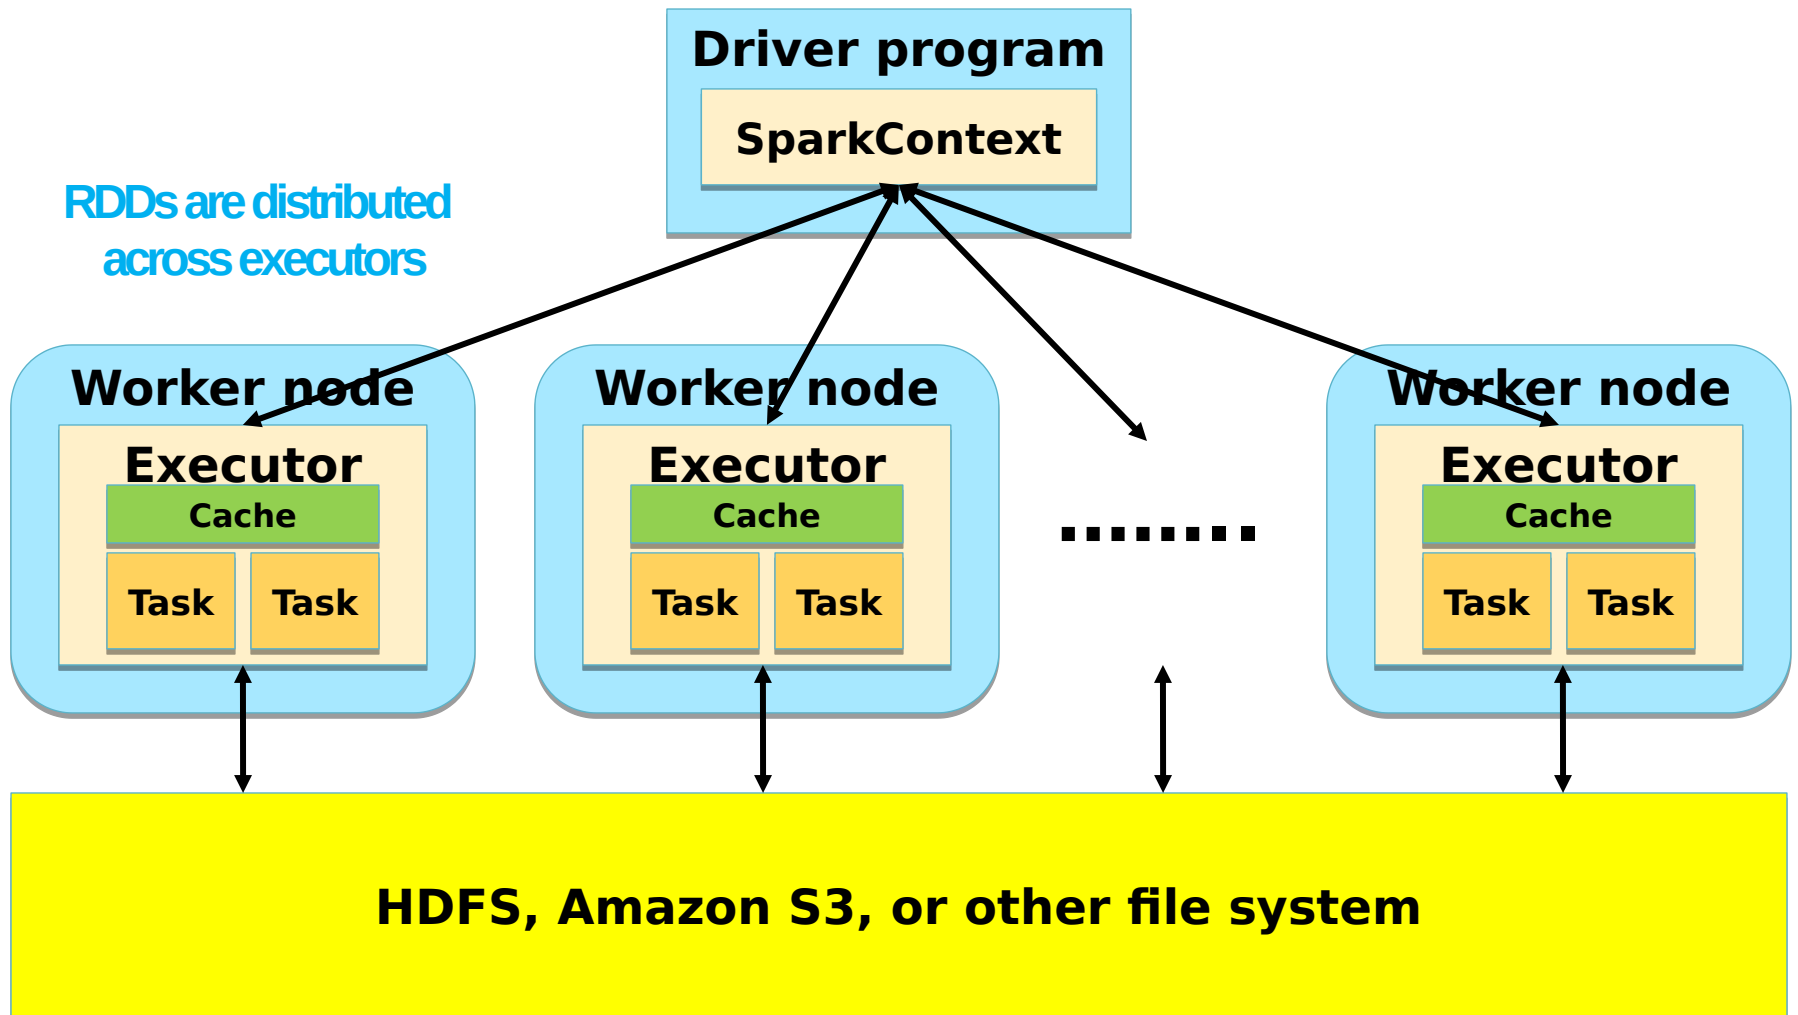 Driver program
SparkContext
RDDs are distributed
across executors
Worker node
Executor
Cache
Task Task
Worker node
Executor
Cache
Task Task
........
Worker node
Executor
Cache
Task Task
HDFS, Amazon S3, or other file system